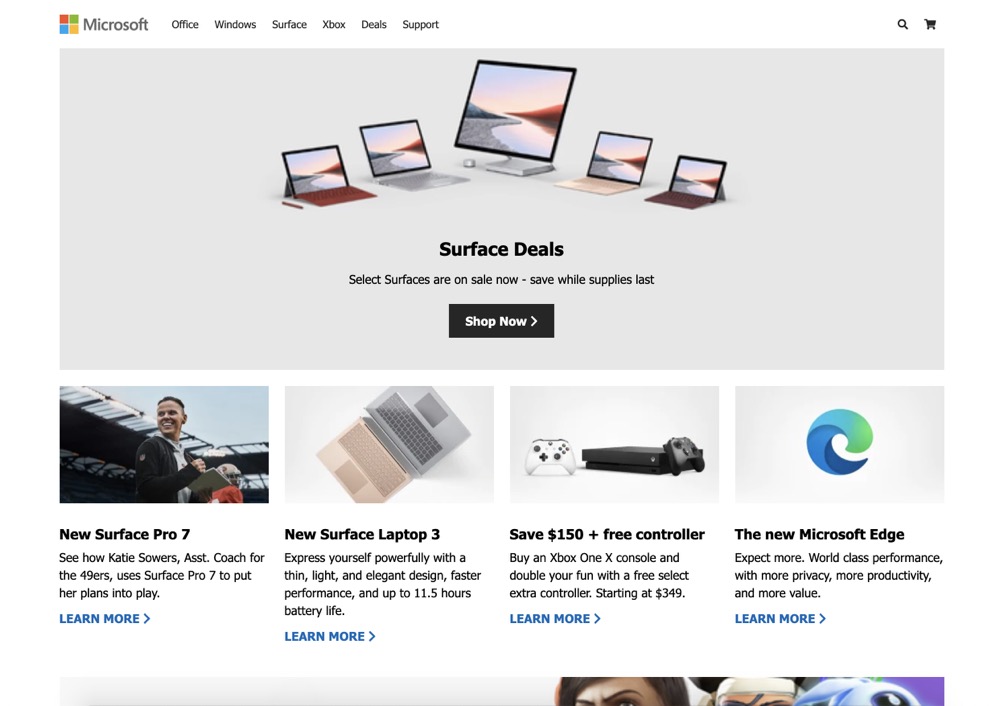 Microsoft
Office Windows Surface Xbox Deals Support
Surface Deals
Select Surfaces are on sale now - save while supplies last
Shop Now
New Surface Pro 7
See how Katie Sowers, Asst. Coach for
the 49ers, uses Surface Pro 7 to put
her plans into play.
LEARN MORE
New Surface Laptop 3
Express yourself powerfully with a
thin, light, and elegant design, faster
performance, and up to 11.5 hours
battery life.
LEARN MORE
Save $150 + free controller
Buy an Xbox One X console and
double your fun with a free select
extra controller. Starting at $349.
LEARN MORE
The new Microsoft Edge
Expect more. World class performance,
with more privacy, more productivity,
and more value.
LEARN MORE